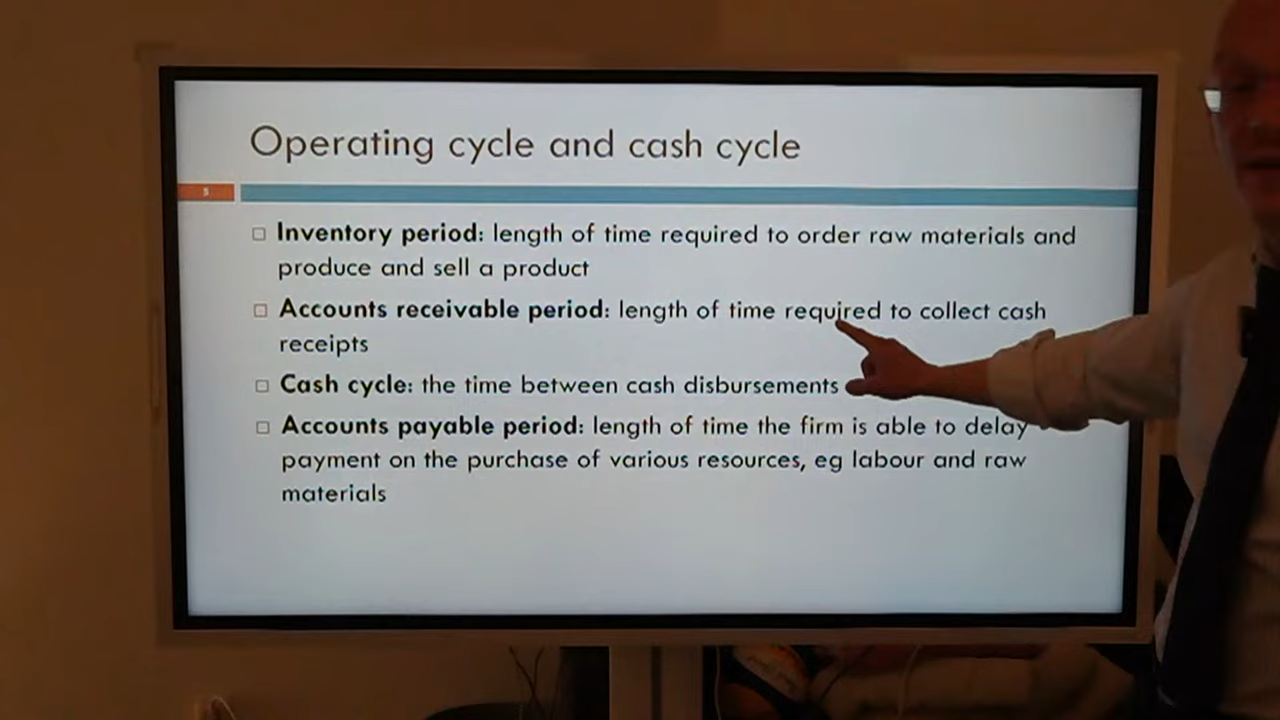 Operating cycle and cash cycle
5
Inventory period: length of time required to order raw materials and
produce and sell a product
Accounts receivable period: length of time required to collect cash
receipts
Cash cycle: the time between cash disbursements
Accounts payable period: length of time the firm is able to delay
payment on the purchase of various resources, eg labour and raw
materials